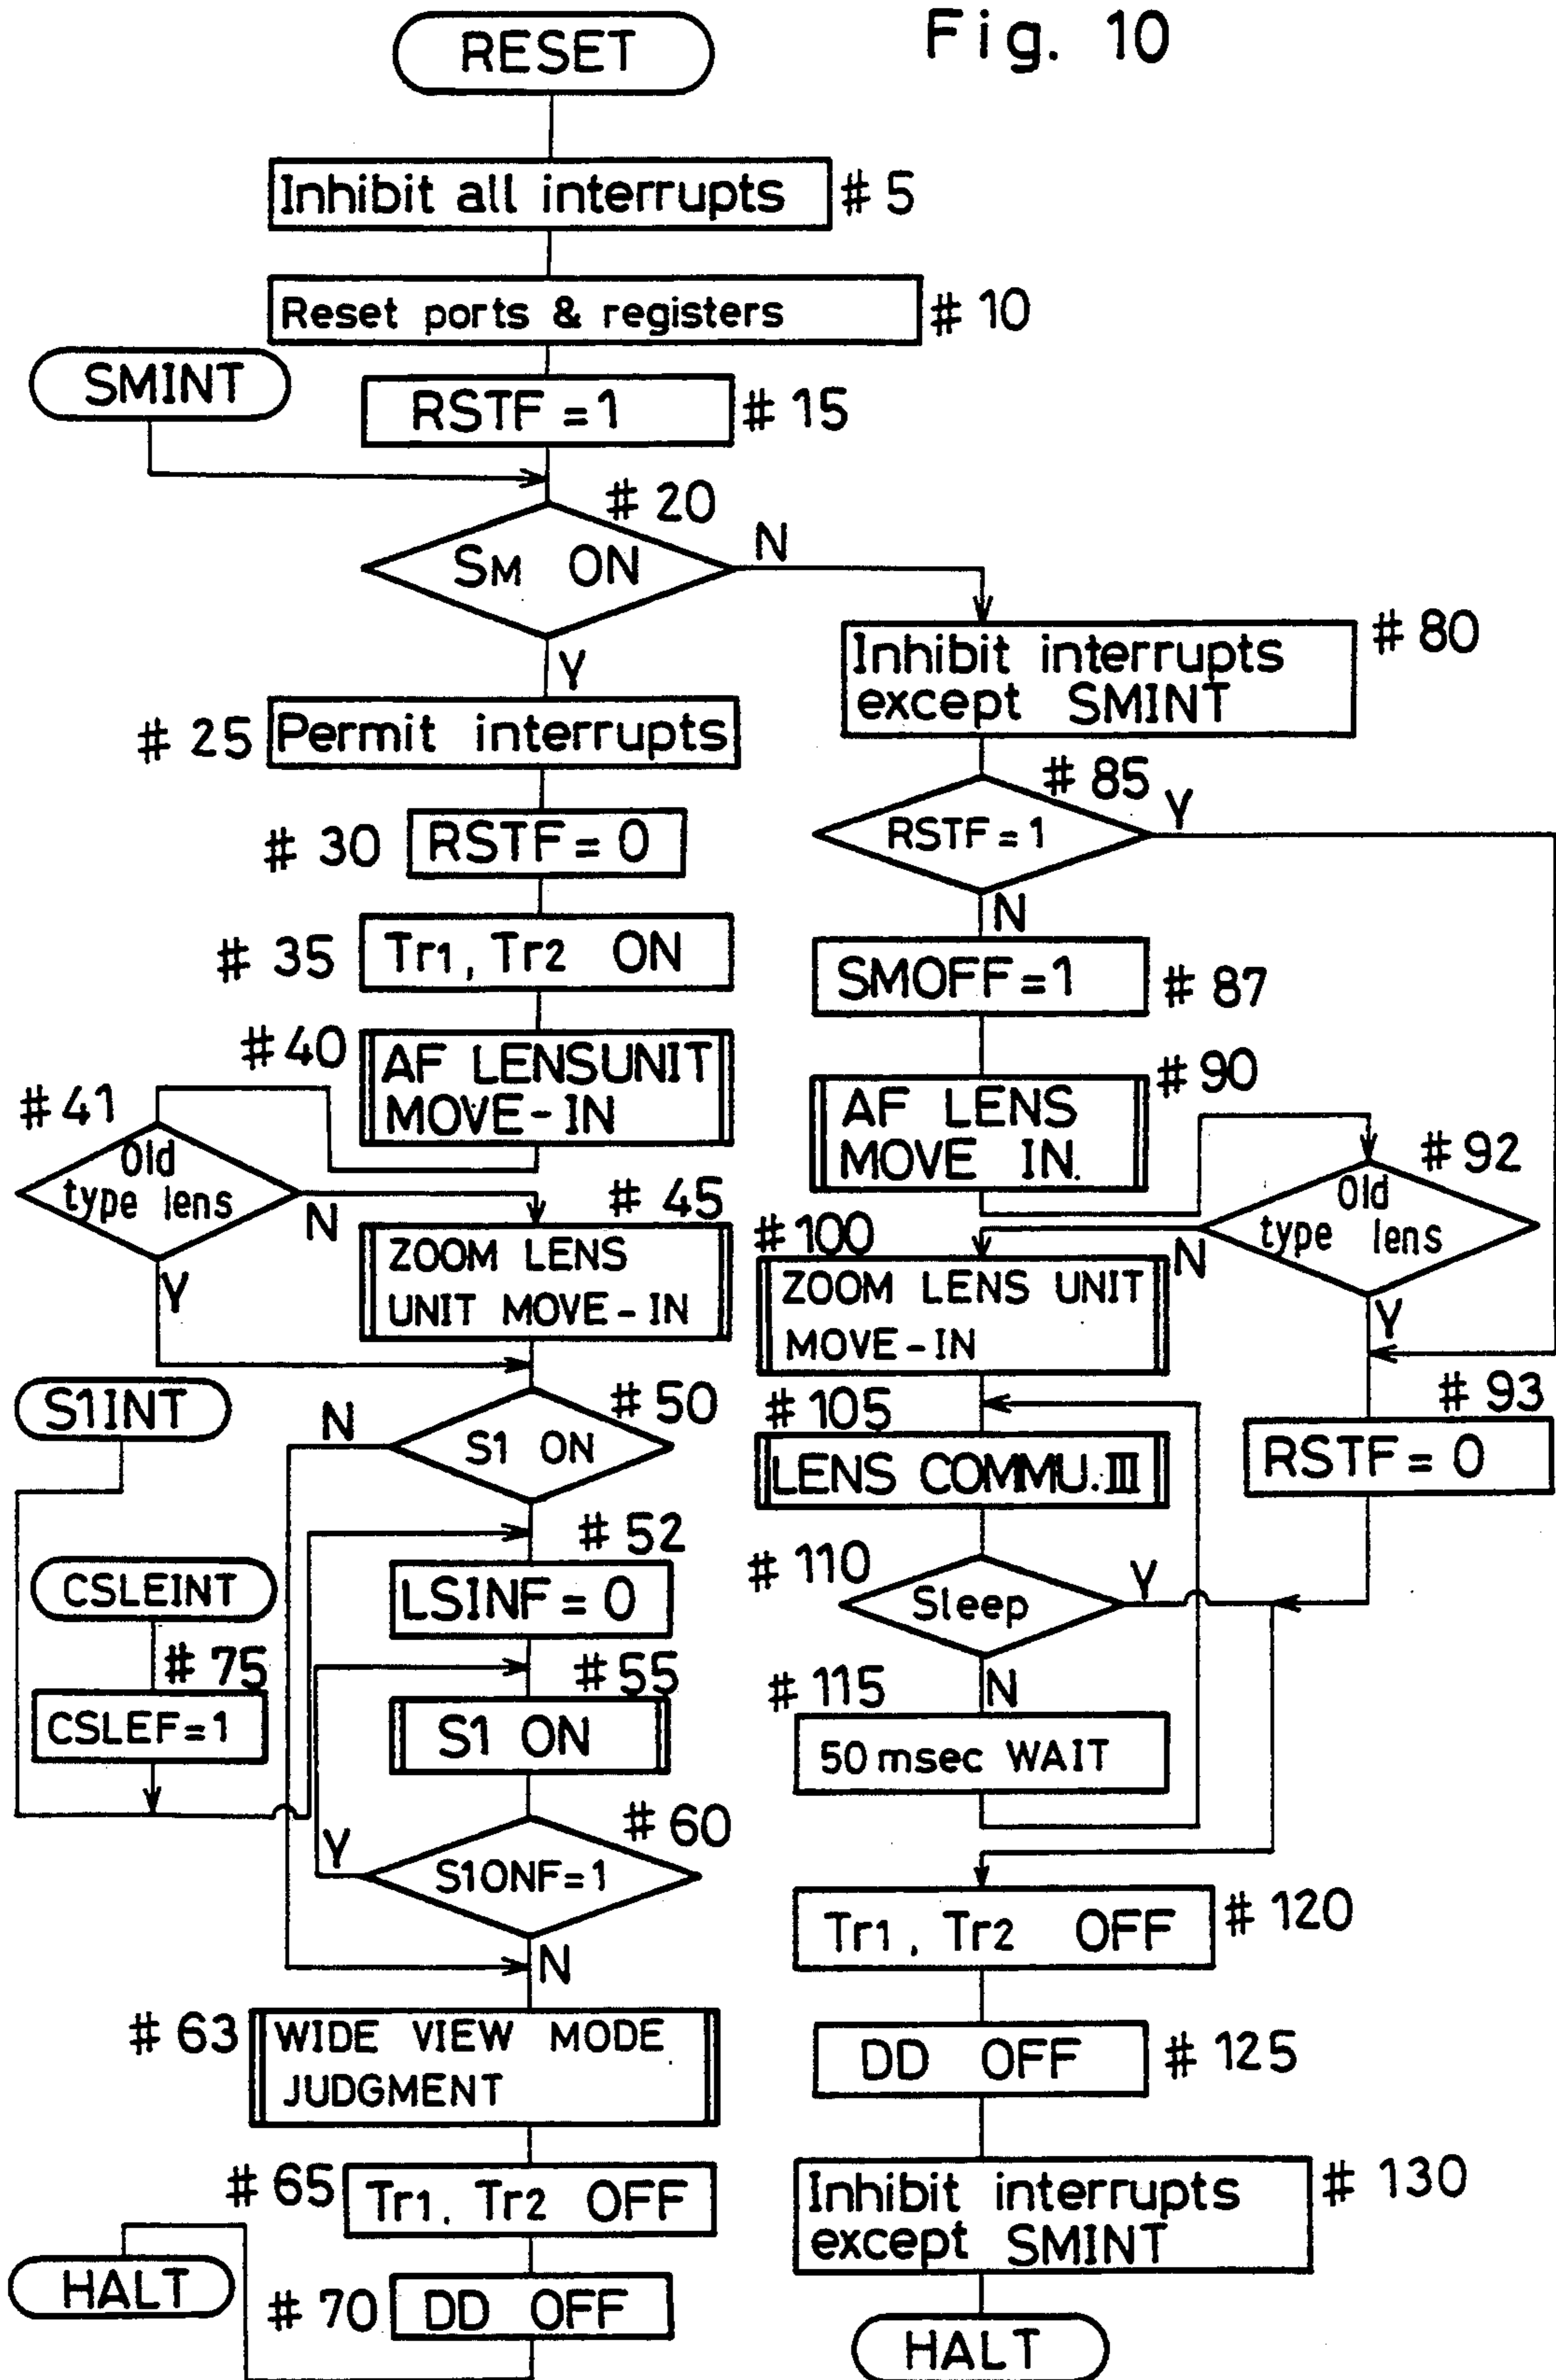 Fig. 10
RESET
Inhibit all interrupts #5
Reset ports & registers #10
SMINT
RSTF=1 #15
#20
SM ON
N
Y
#25 Permit interrupts
#30 RSTF=0
#35 Tr1, Tr2 ON
#40 AF LENSUNIT
MOVE-IN
#41
Old
type lens
N
Y
#45
ZOOM LENS
UNIT MOVE-IN
S1INT
#50
S1 ON
N
#52
LSINF=0
CSLEINT
#75
CSLEF=1
#55
S1 ON
#60
S1ONF=1
Y
N
#63 WIDE VIEW MODE
JUDGMENT
#65 Tr1, Tr2 OFF
#70 DD OFF
HALT
#80
Inhibit interrupts
except SMINT
#85
RSTF=1
Y
N
SMOFF=1 #87
#90
AF LENS
MOVE IN.
#92
Old
type lens
N
Y
#100
ZOOM LENS UNIT
MOVE-IN
#93
RSTF=0
#105
LENS COMMU.III
#110
Sleep
Y
N
#115
50msec WAIT
Tr1, Tr2 OFF #120
DD OFF #125
Inhibit interrupts #130
except SMINT
HALT